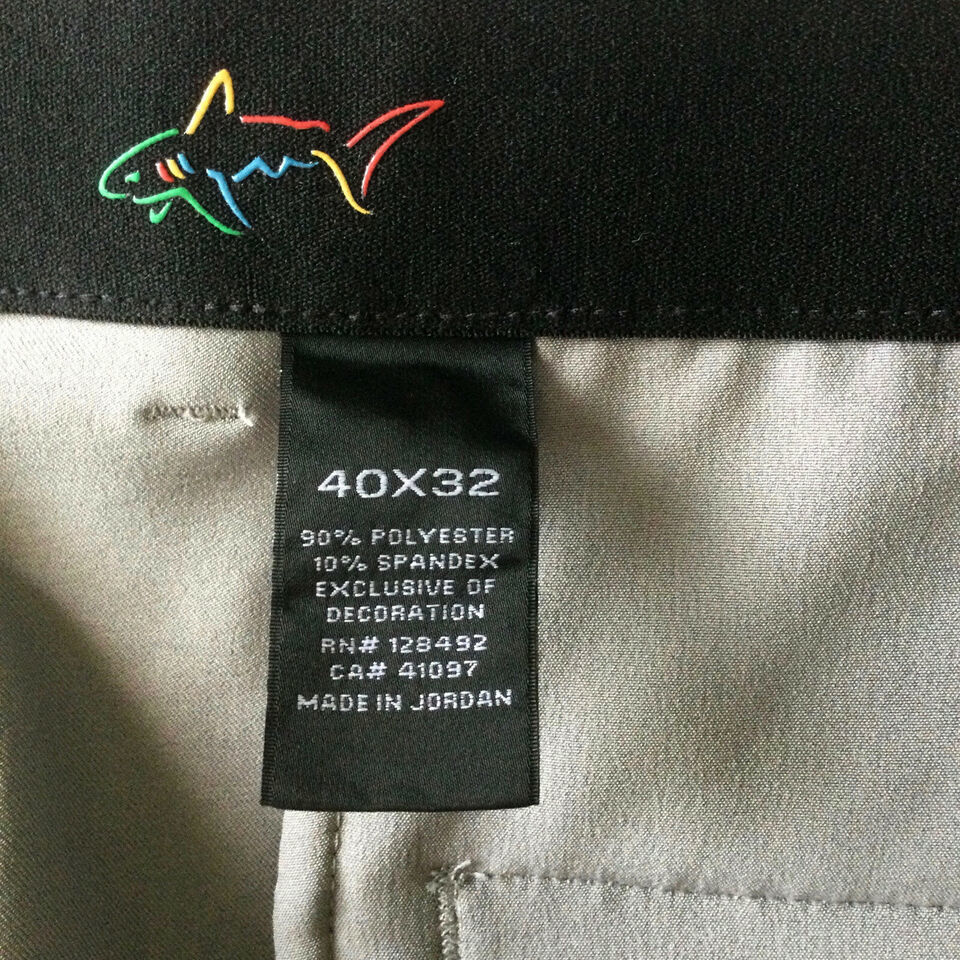 40X32
90% POLYESTER
10% SPANDEX
EXCLUSIVE OF
DECORATION
RN# 128492
CA# 41097
MADE IN JORDAN